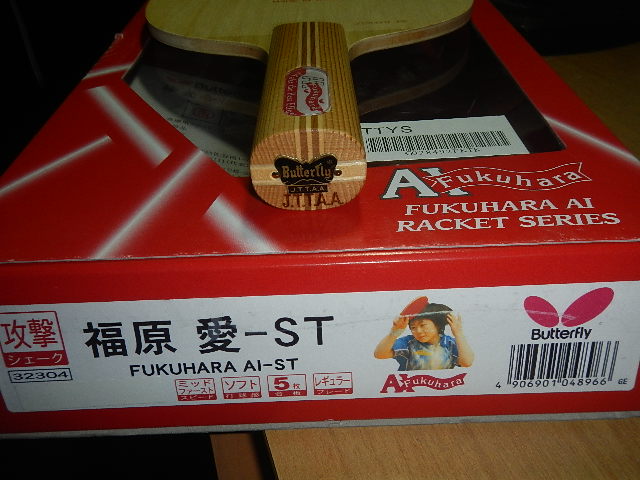 Butterfly
J.T.T.A.A
J.T.T.A.A
TTYS
Ai Fukuhara
FUKUHARA AI
RACKET SERIES
攻撃
シェーク
32304
福原 愛-ST
FUKUHARA AI-ST
ミッド
ファースト
スピード
ソフト
打球感
5枚
合板
レギュラー
ブレード
Ai Fukuhara
Butterfly
4 906901 048966 GE